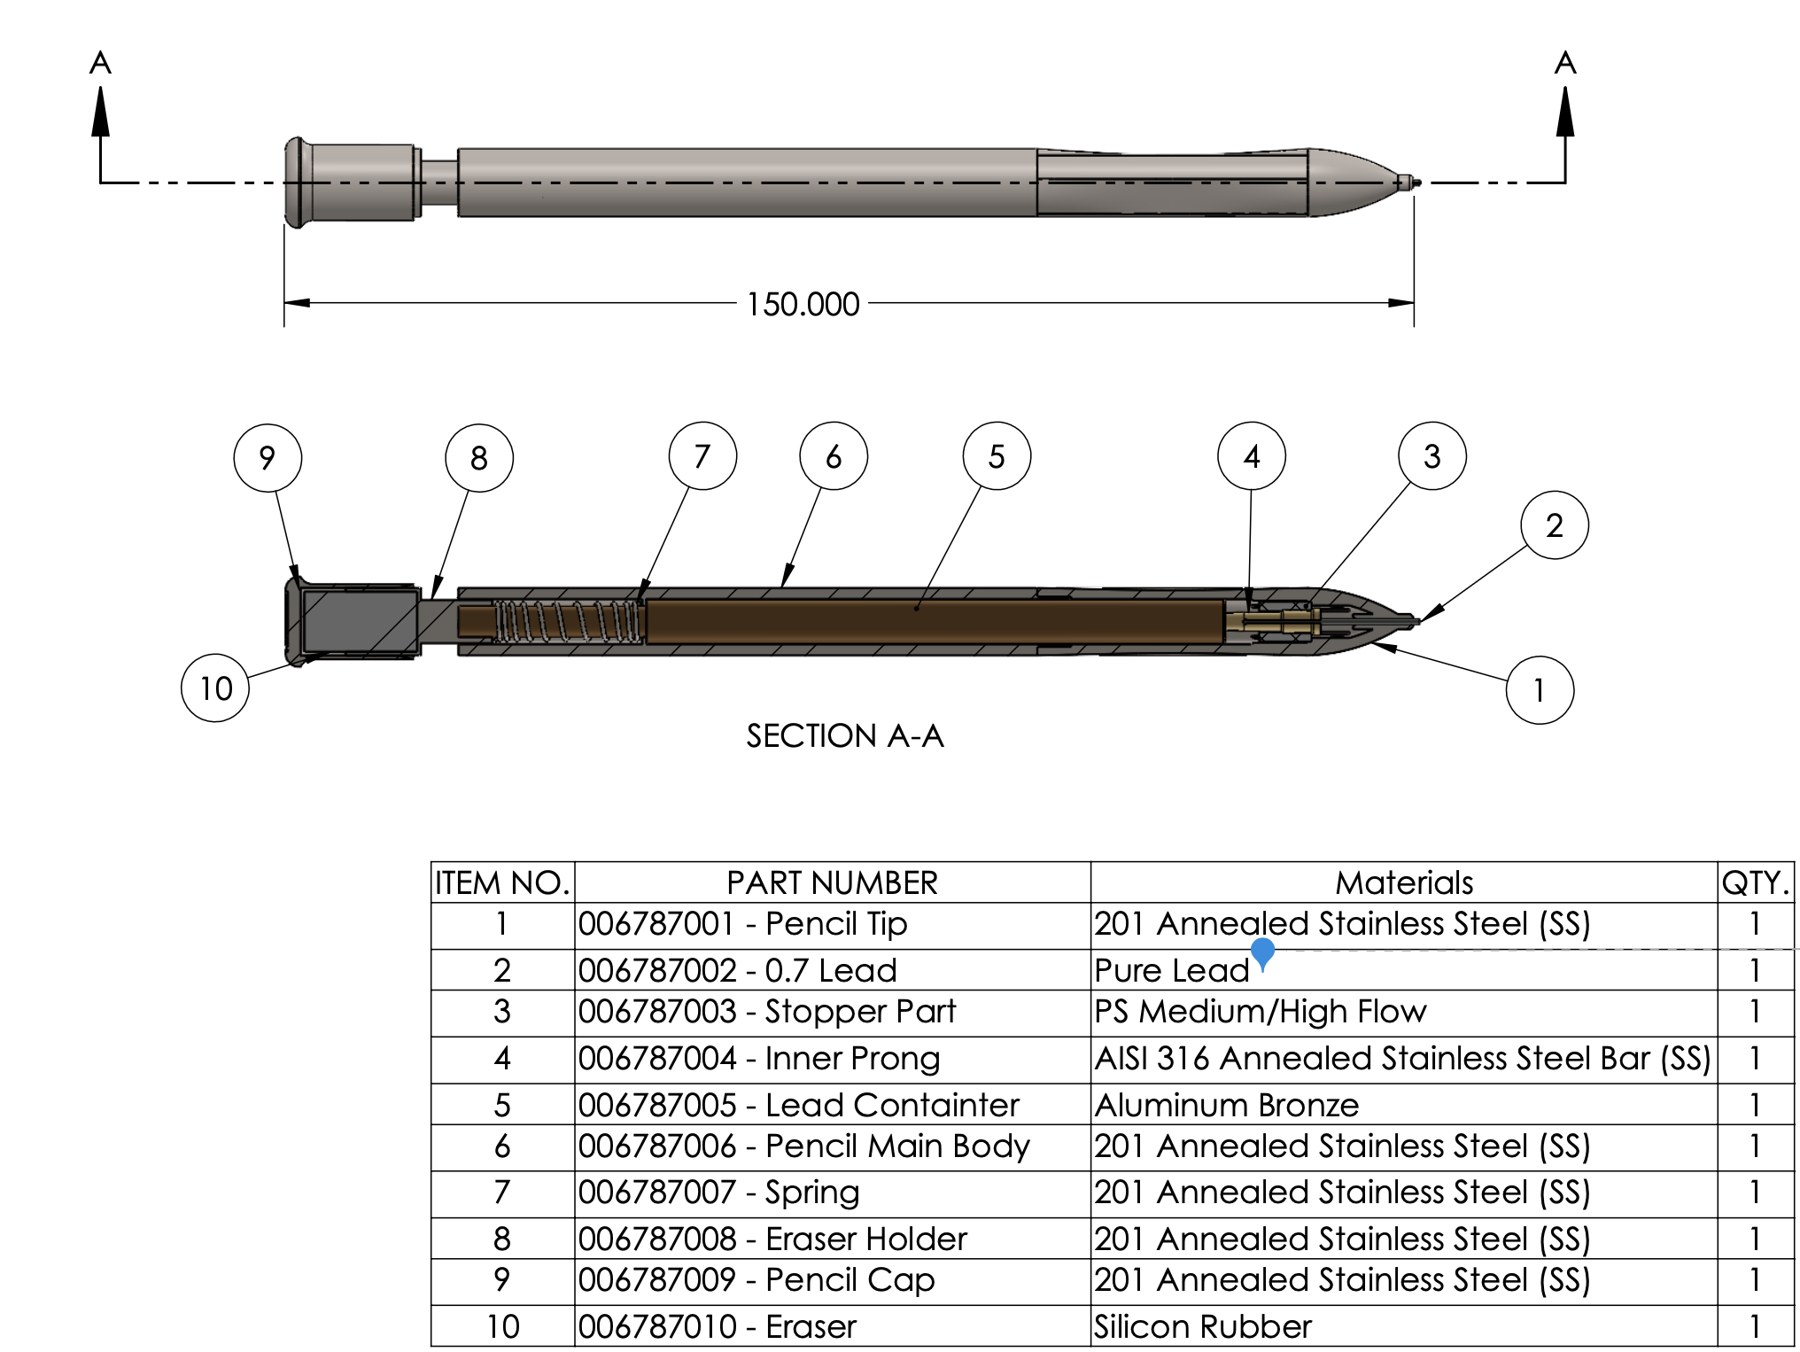 A A
150.000
9 8 7 6 5 4 3
2
10
1
SECTION A-A
ITEM NO. PART NUMBER Materials QTY.
1 006787001 - Pencil Tip 201 Annealed Stainless Steel (SS) 1
2 006787002 - 0.7 Lead Pure Lead 1
3 006787003 - Stopper Part PS Medium/High Flow 1
4 006787004 - Inner Prong AISI 316 Annealed Stainless Steel Bar (SS) 1
5 006787005 - Lead Containter Aluminum Bronze 1
6 006787006 - Pencil Main Body 201 Annealed Stainless Steel (SS) 1
7 006787007 - Spring 201 Annealed Stainless Steel (SS) 1
8 006787008 - Eraser Holder 201 Annealed Stainless Steel (SS) 1
9 006787009 - Pencil Cap 201 Annealed Stainless Steel (SS) 1
10 006787010 - Eraser Silicon Rubber 1